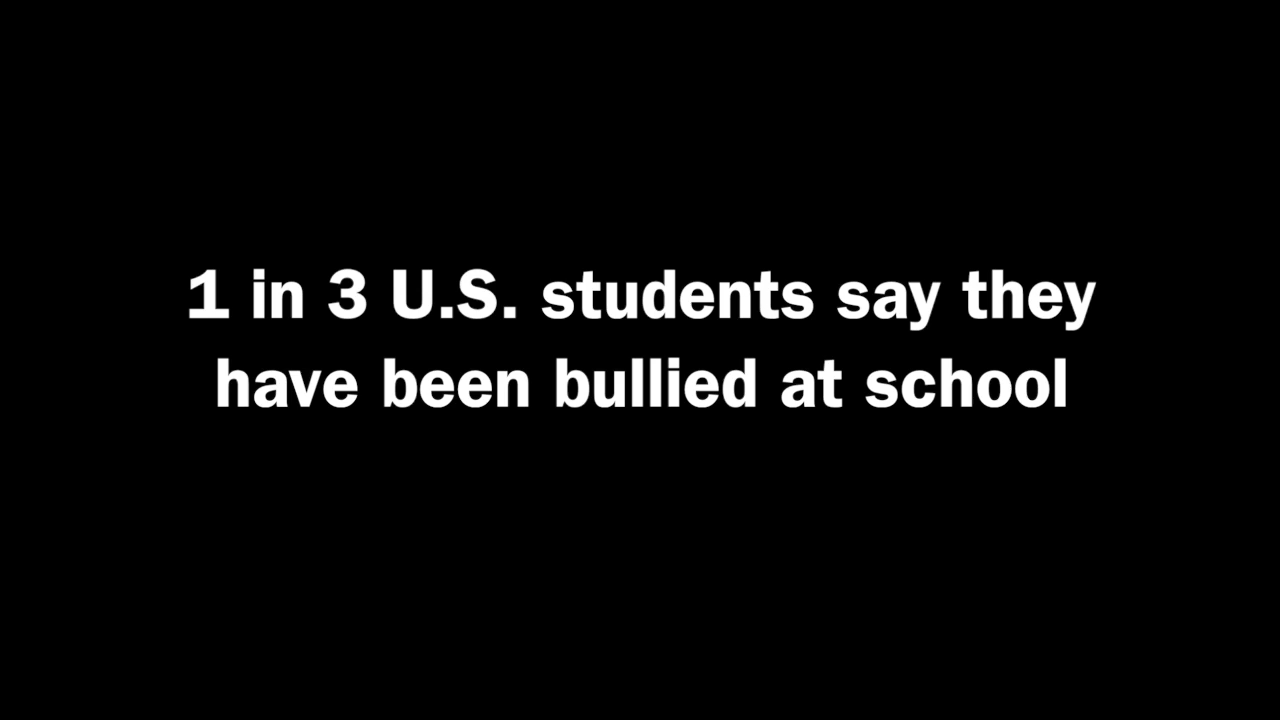 1 in 3 U.S. students say they
have been bullied at school